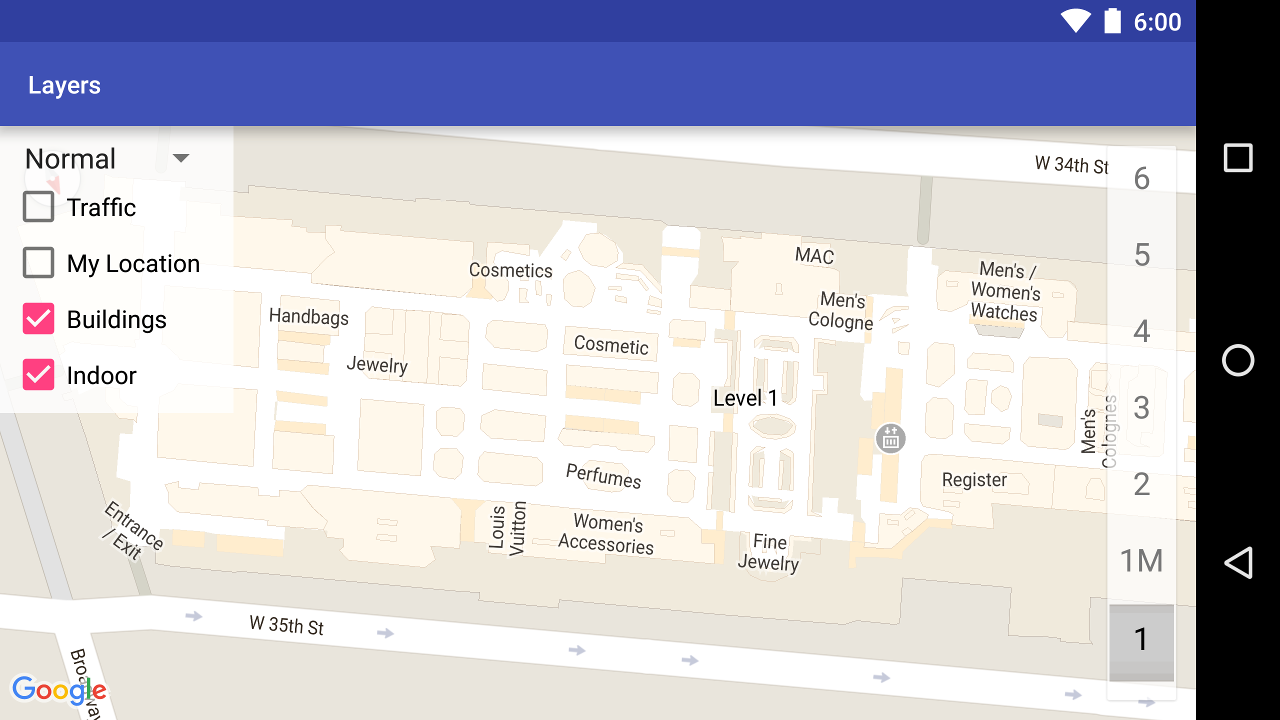 6:00
Layers
Normal
Traffic
My Location
Buildings
Indoor
W 34th St
MAC
Cosmetics
Men's /
Women's
Watches
Men's
Cologne
Handbags
Cosmetic
Jewelry
Level 1
Men's
Colognes
Perfumes
Register
Entrance
/ Exit
Louis
Vuitton
Women's
Accessories
Fine
Jewelry
W 35th St
Broadway
Google
6
5
4
3
2
1M
1